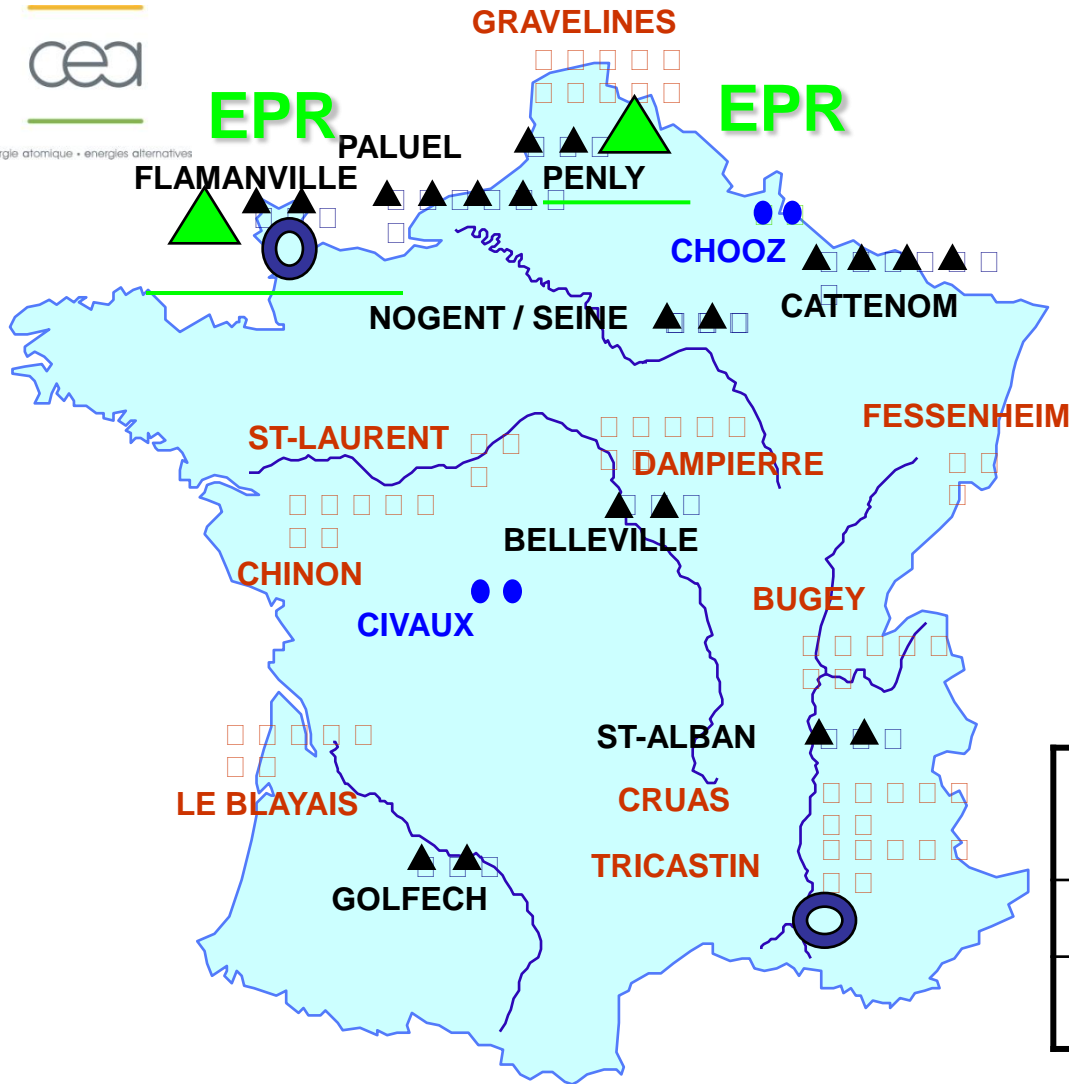 GRAVELINES
cea
EPR
EPR
rgie atomique • energies alternatives
PALUEL
FLAMANVILLE
PENLY
CHOOZ
CATTENOM
NOGENT / SEINE
FESSENHEIM
ST-LAURENT
DAMPIERRE
BELLEVILLE
CHINON
BUGEY
CIVAUX
ST-ALBAN
CRUAS
LE BLAYAIS
TRICASTIN
GOLFECH